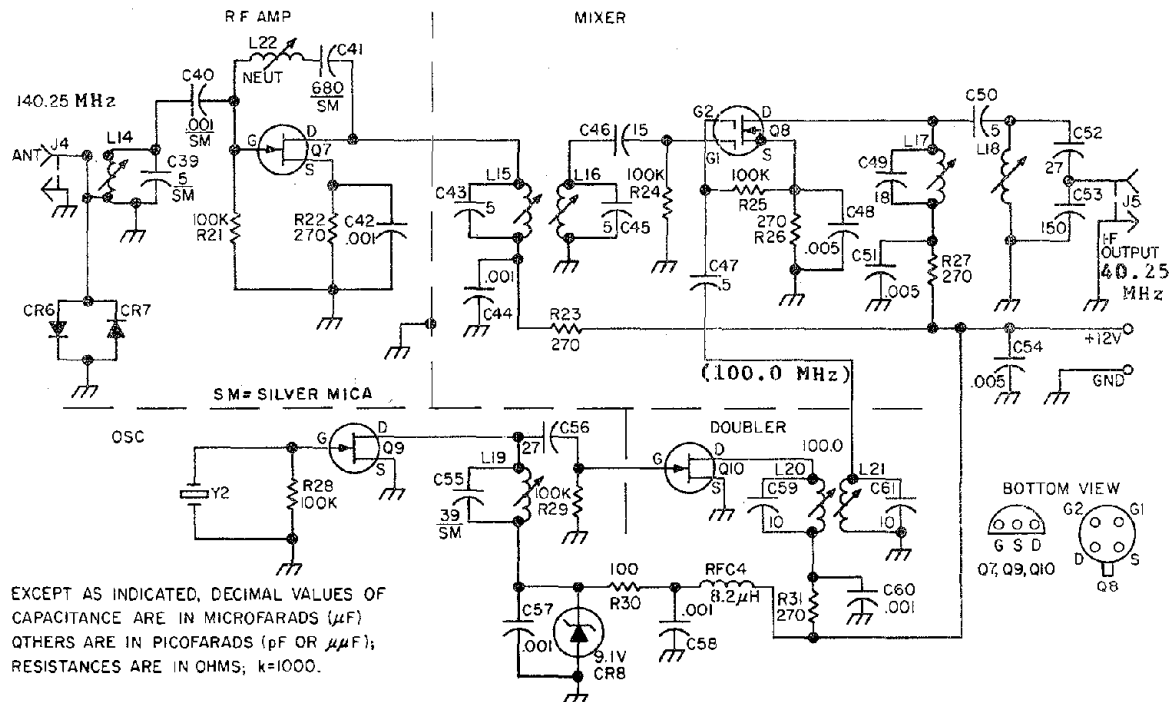 RF AMP
MIXER
L22
C41
NEUT
680
SM
C40
.001
SM
140.25 MHz
L14
J4
ANT
C39
5
SM
G
D
Q7
S
100K
R21
R22
270
C42
.001
CR6
CR7
C43
5
L15
L16
C46
15
5
C45
100K
R24
.001
C44
R23
270
G2
D
Q8
G1
S
100K
R25
270
R26
C48
.005
C47
.5
C49
18
L17
C50
.5
L18
C52
27
C53
150
J5
I-F
OUTPUT
40.25
MHz
C51
.005
R27
270
+12V
C54
.005
GND
(100.0 MHz)
SM= SILVER MICA
OSC
DOUBLER
Y2
R28
100K
G
D
Q9
S
L19
27
C56
C55
39
SM
100K
R29
G
D
Q10
S
100.0
L20
L21
C59
10
C61
10
100
R30
RFC4
8.2μH
C57
.001
9.1V
CR8
.001
C58
R31
270
C60
.001
BOTTOM VIEW
G S D
Q7, Q9, Q10
G2
G1
D
S
Q8
EXCEPT AS INDICATED, DECIMAL VALUES OF
CAPACITANCE ARE IN MICROFARADS (μF)
OTHERS ARE IN PICOFARADS (pF OR μμF);
RESISTANCES ARE IN OHMS; k=1000.